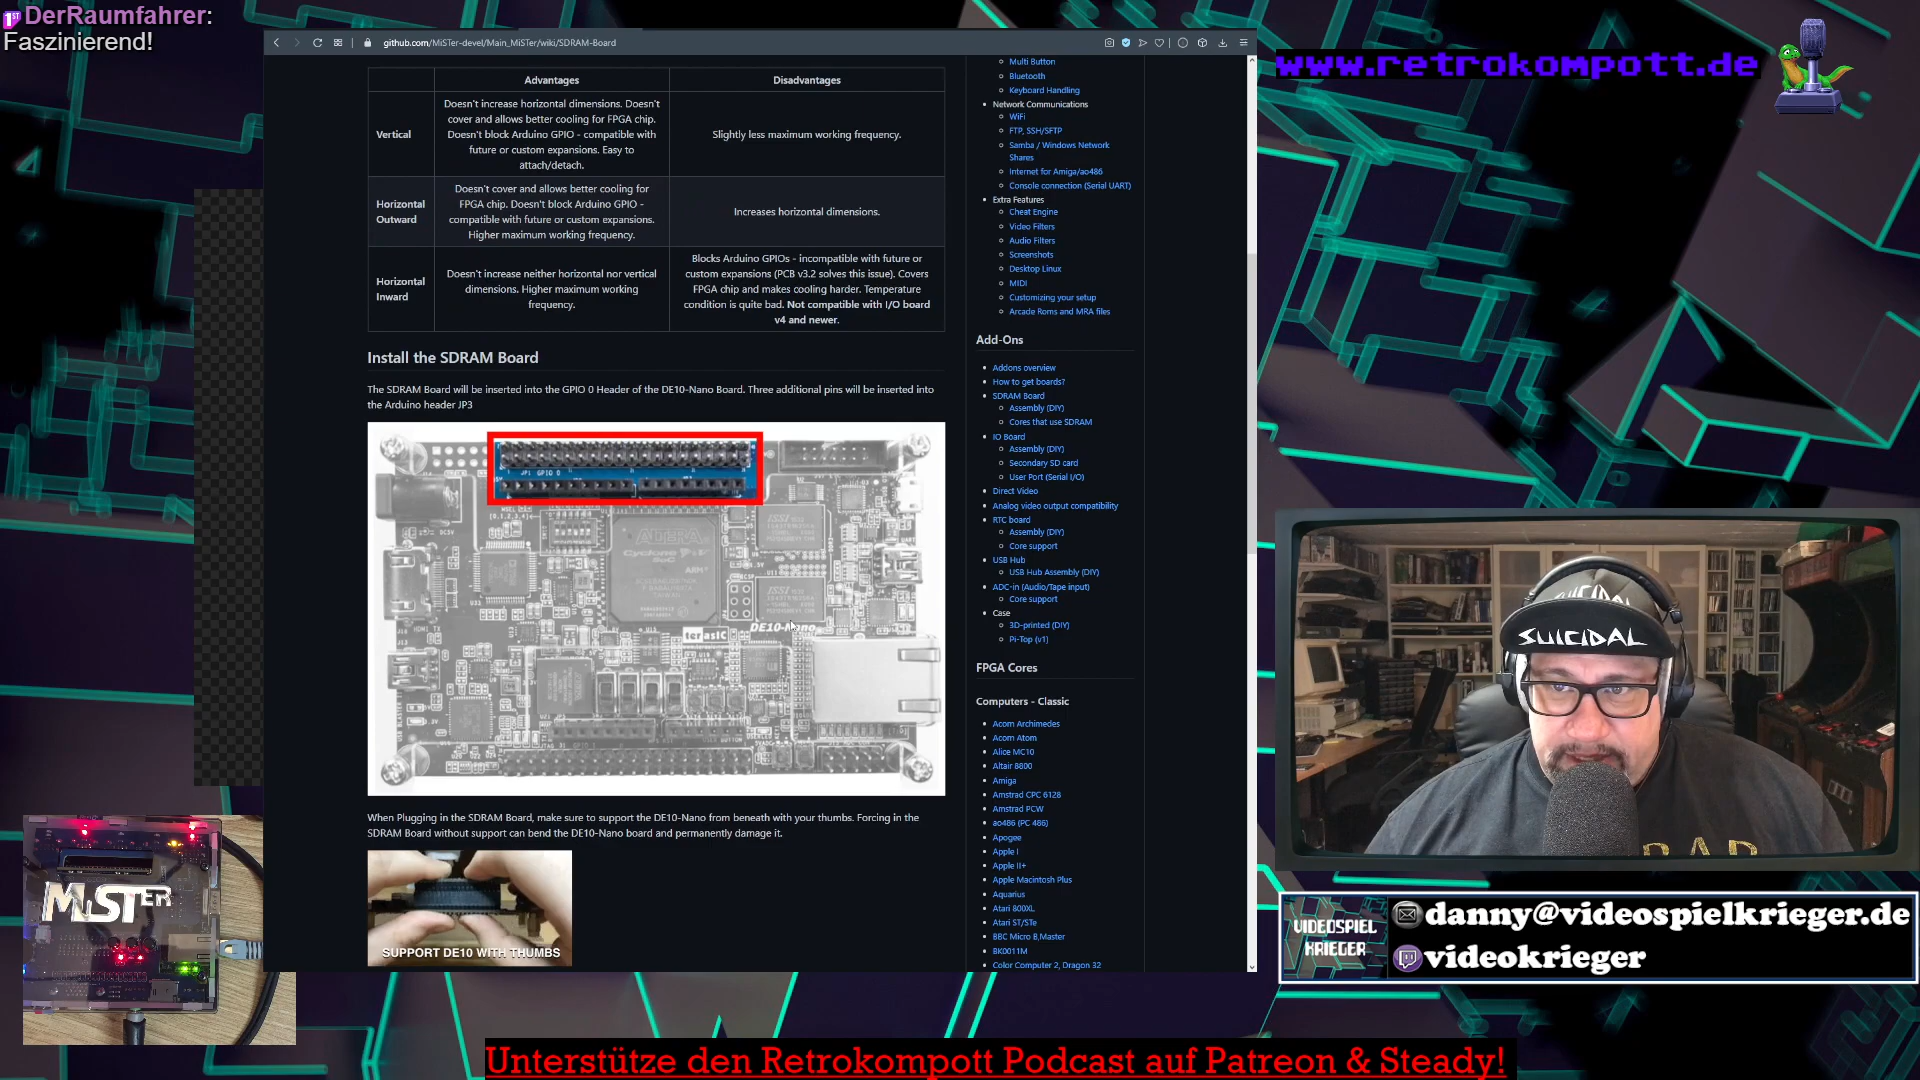 DerRaumfahrer:
Faszinierend!
github.com/MiSTer-devel/Main_MiSTer/wiki/SDRAM-Board
www.retrokompott.de
Advantages
Disadvantages
Vertical
Doesn't increase horizontal dimensions. Doesn't
cover and allows better cooling for FPGA chip.
Doesn't block Arduino GPIO - compatible with
future or custom expansions. Easy to
attach/detach.
Slightly less maximum working frequency.
Horizontal
Outward
Doesn't cover and allows better cooling for
FPGA chip. Doesn't block Arduino GPIO -
compatible with future or custom expansions.
Higher maximum working frequency.
Increases horizontal dimensions.
Horizontal
Inward
Doesn't increase neither horizontal nor vertical
dimensions. Higher maximum working
frequency.
Blocks Arduino GPIOs - incompatible with future or
custom expansions (PCB v3.2 solves this issue). Covers
FPGA chip and makes cooling harder. Temperature
condition is quite bad. Not compatible with I/O board
v4 and newer.
Install the SDRAM Board
The SDRAM Board will be inserted into the GPIO 0 Header of the DE10-Nano Board. Three additional pins will be inserted into
the Arduino header JP3
JP1 GPIO 0
Cyclone V
SoC
ISSI
ISSI
DE10-Nano
terasIC
DC5V
HDMI TX
GPIO 1
When Plugging in the SDRAM Board, make sure to support the DE10-Nano from beneath with your thumbs. Forcing in the
SDRAM Board without support can bend the DE10-Nano board and permanently damage it.
SUPPORT DE10 WITH THUMBS
Multi Button
Bluetooth
Keyboard Handling
Network Communications
WiFi
FTP, SSH/SFTP
Samba / Windows Network
Shares
Internet for Amiga/ao486
Console connection (Serial UART)
Extra Features
Cheat Engine
Video Filters
Audio Filters
Screenshots
Desktop Linux
MIDI
Customizing your setup
Arcade Roms and MRA files
Add-Ons
Addons overview
How to get boards?
SDRAM Board
Assembly (DIY)
Cores that use SDRAM
IO Board
Assembly (DIY)
Secondary SD card
User Port (Serial I/O)
Direct Video
Analog video output compatibility
RTC board
Assembly (DIY)
Core support
USB Hub
USB Hub Assembly (DIY)
ADC-in (Audio/Tape input)
Core support
Case
3D-printed (DIY)
Pi-Top (v1)
FPGA Cores
Computers - Classic
Acorn Archimedes
Acorn Atom
Alice MC10
Altair 8800
Amiga
Amstrad CPC 6128
Amstrad PCW
ao486 (PC 486)
Apogee
Apple I
Apple II+
Apple Macintosh Plus
Aquarius
Atari 800XL
Atari ST/STe
BBC Micro B,Master
BK0011M
Color Computer 2, Dragon 32
SUICIDAL
SUICIDAL
MiSTer
VIDEOSPIEL
KRIEGER
danny@videospielkrieger.de
videokrieger
Unterstütze den Retrokompott Podcast auf Patreon & Steady!